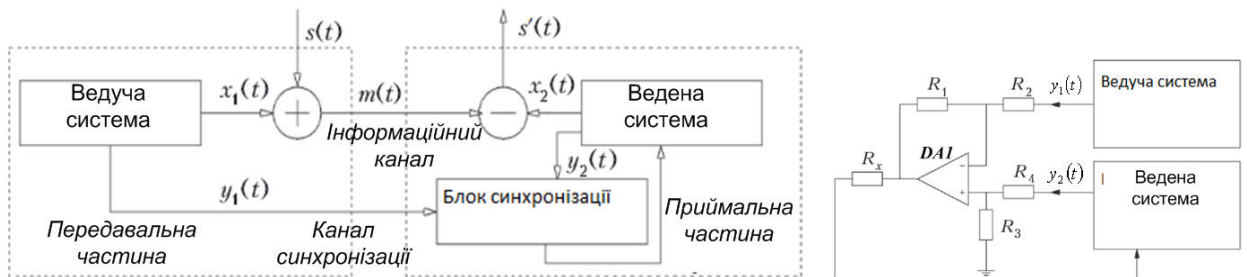 s(t)
s′(t)
Ведуча
система
x₁(t)
+
m(t)
−
x₂(t)
Ведена
система
Інформаційний
канал
y₂(t)
y₁(t)
Блок синхронізації
Передавальна
частина
Канал
синхронізації
Приймальна
частина
R₁
R₂
y₁(t)
Ведуча система
DA1
−
+
Rₓ
R₄
y₂(t)
Ведена
система
R₃